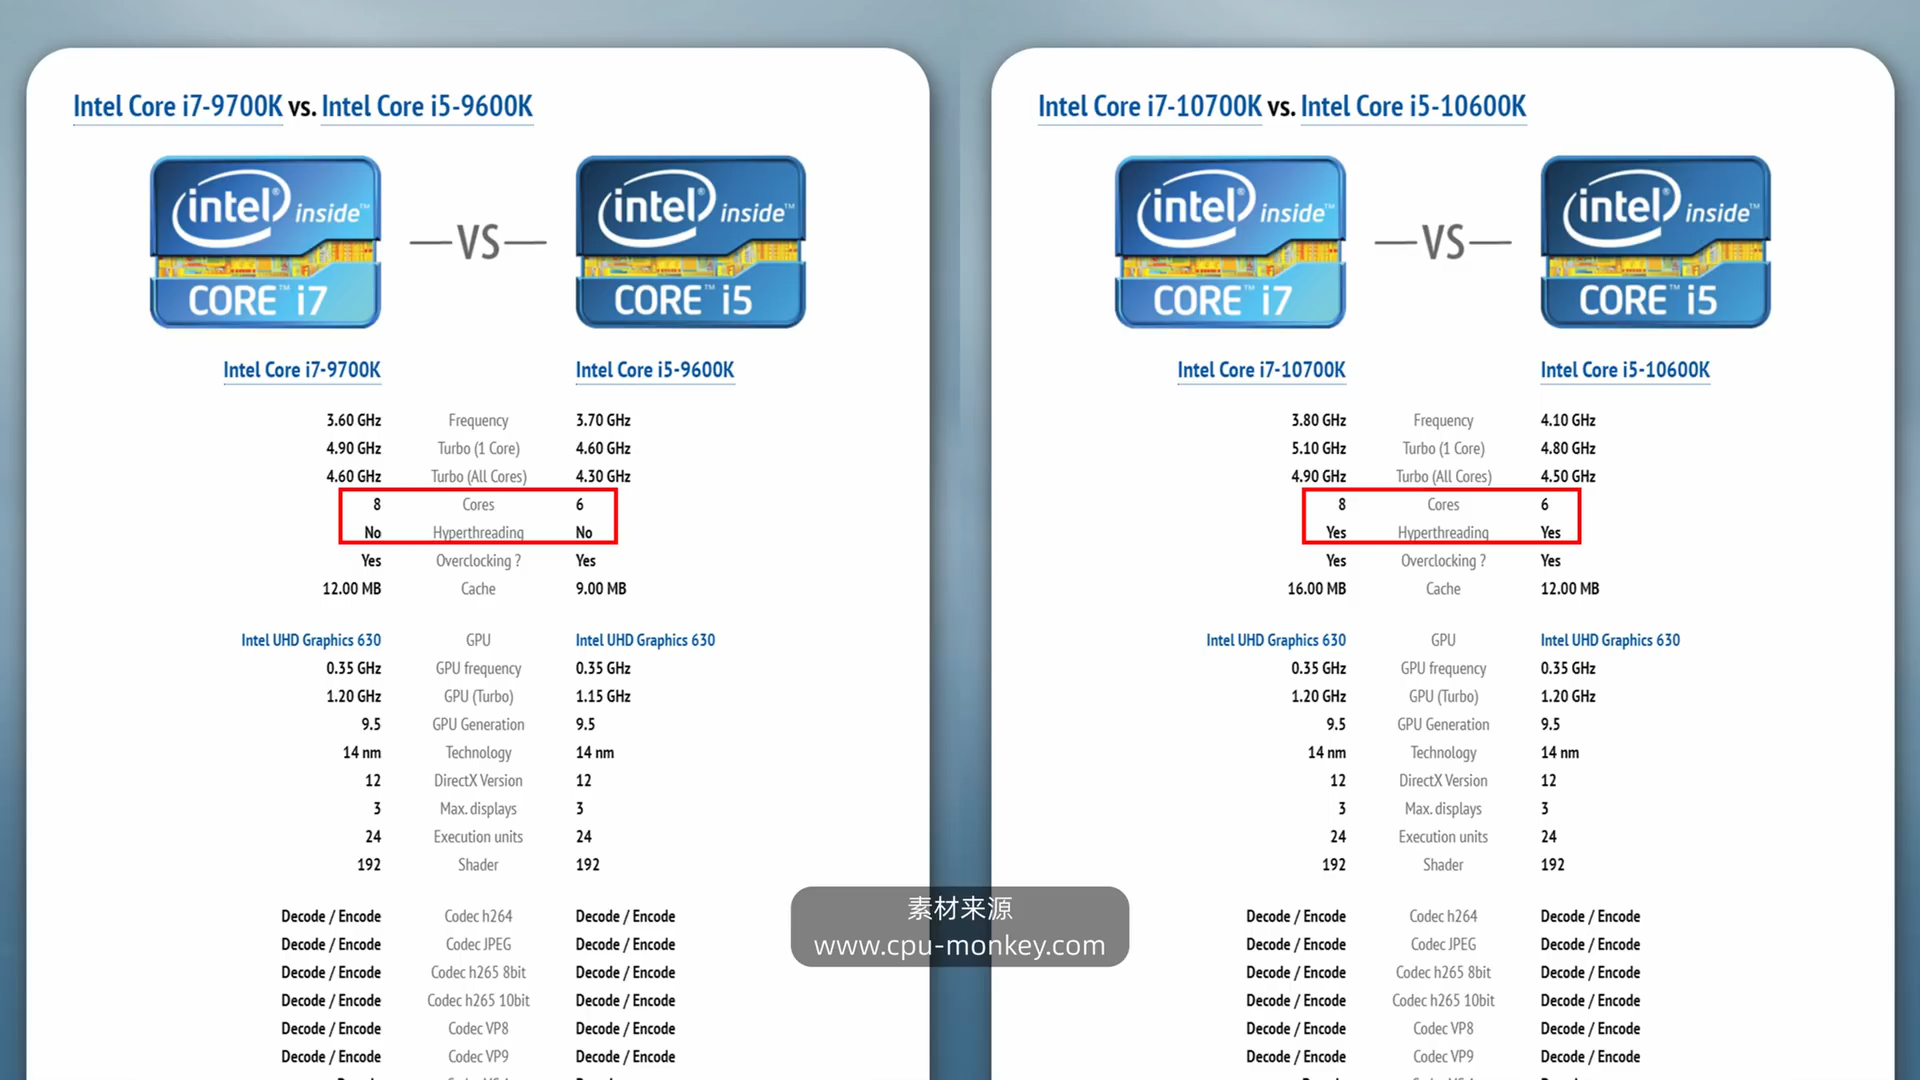 Intel Core i7-9700K vs. Intel Core i5-9600K
intel® inside™
CORE™ i7
VS
intel® inside™
CORE™ i5
Intel Core i7-9700K Intel Core i5-9600K
3.60 GHz Frequency 3.70 GHz
4.90 GHz Turbo (1 Core) 4.60 GHz
4.60 GHz Turbo (All Cores) 4.30 GHz
8 Cores 6
No Hyperthreading No
Yes Overclocking ? Yes
12.00 MB Cache 9.00 MB
Intel UHD Graphics 630 GPU Intel UHD Graphics 630
0.35 GHz GPU frequency 0.35 GHz
1.20 GHz GPU (Turbo) 1.15 GHz
9.5 GPU Generation 9.5
14 nm Technology 14 nm
12 DirectX Version 12
3 Max. displays 3
24 Execution units 24
192 Shader 192
Decode / Encode Codec h264 Decode / Encode
Decode / Encode Codec JPEG Decode / Encode
Decode / Encode Codec h265 8bit Decode / Encode
Decode / Encode Codec h265 10bit Decode / Encode
Decode / Encode Codec VP8 Decode / Encode
Decode / Encode Codec VP9 Decode / Encode
Intel Core i7-10700K vs. Intel Core i5-10600K
intel® inside™
CORE™ i7
VS
intel® inside™
CORE™ i5
Intel Core i7-10700K Intel Core i5-10600K
3.80 GHz Frequency 4.10 GHz
5.10 GHz Turbo (1 Core) 4.80 GHz
4.90 GHz Turbo (All Cores) 4.50 GHz
8 Cores 6
Yes Hyperthreading Yes
Yes Overclocking ? Yes
16.00 MB Cache 12.00 MB
Intel UHD Graphics 630 GPU Intel UHD Graphics 630
0.35 GHz GPU frequency 0.35 GHz
1.20 GHz GPU (Turbo) 1.20 GHz
9.5 GPU Generation 9.5
14 nm Technology 14 nm
12 DirectX Version 12
3 Max. displays 3
24 Execution units 24
192 Shader 192
Decode / Encode Codec h264 Decode / Encode
Decode / Encode Codec JPEG Decode / Encode
Decode / Encode Codec h265 8bit Decode / Encode
Decode / Encode Codec h265 10bit Decode / Encode
Decode / Encode Codec VP8 Decode / Encode
Decode / Encode Codec VP9 Decode / Encode
素材来源
www.cpu-monkey.com